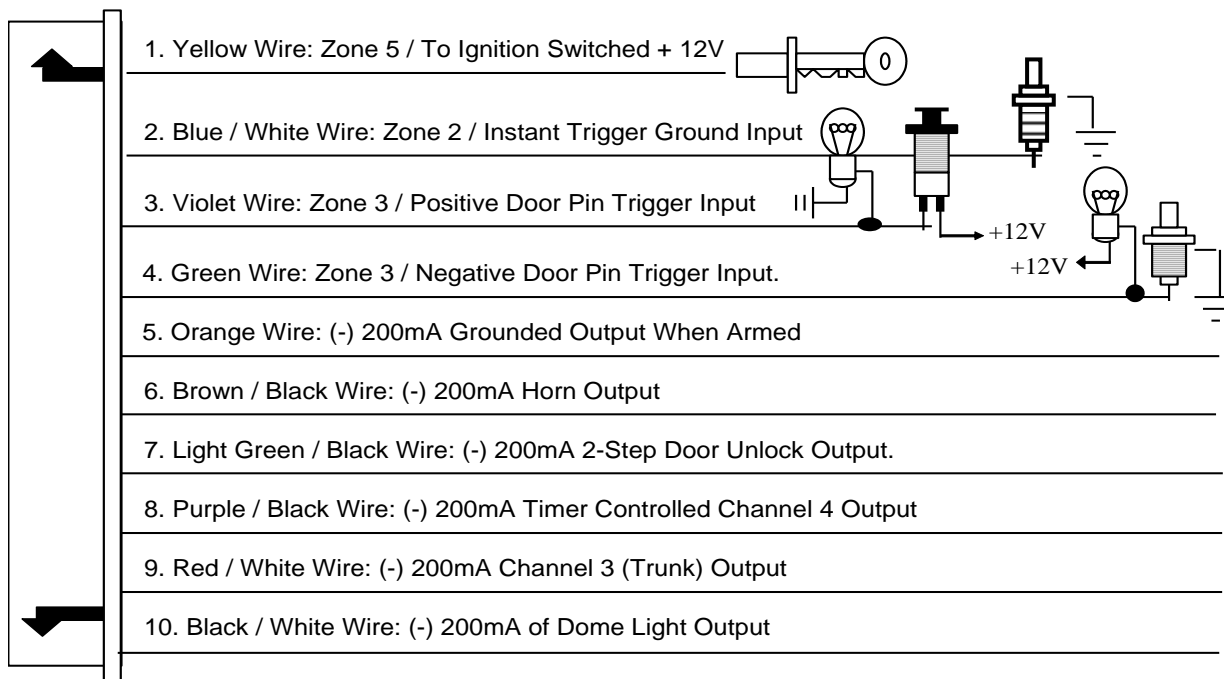 1. Yellow Wire: Zone 5 / To Ignition Switched + 12V
2. Blue / White Wire: Zone 2 / Instant Trigger Ground Input
3. Violet Wire: Zone 3 / Positive Door Pin Trigger Input
+12V
+12V
4. Green Wire: Zone 3 / Negative Door Pin Trigger Input.
5. Orange Wire: (-) 200mA Grounded Output When Armed
6. Brown / Black Wire: (-) 200mA Horn Output
7. Light Green / Black Wire: (-) 200mA 2-Step Door Unlock Output.
8. Purple / Black Wire: (-) 200mA Timer Controlled Channel 4 Output
9. Red / White Wire: (-) 200mA Channel 3 (Trunk) Output
10. Black / White Wire: (-) 200mA of Dome Light Output